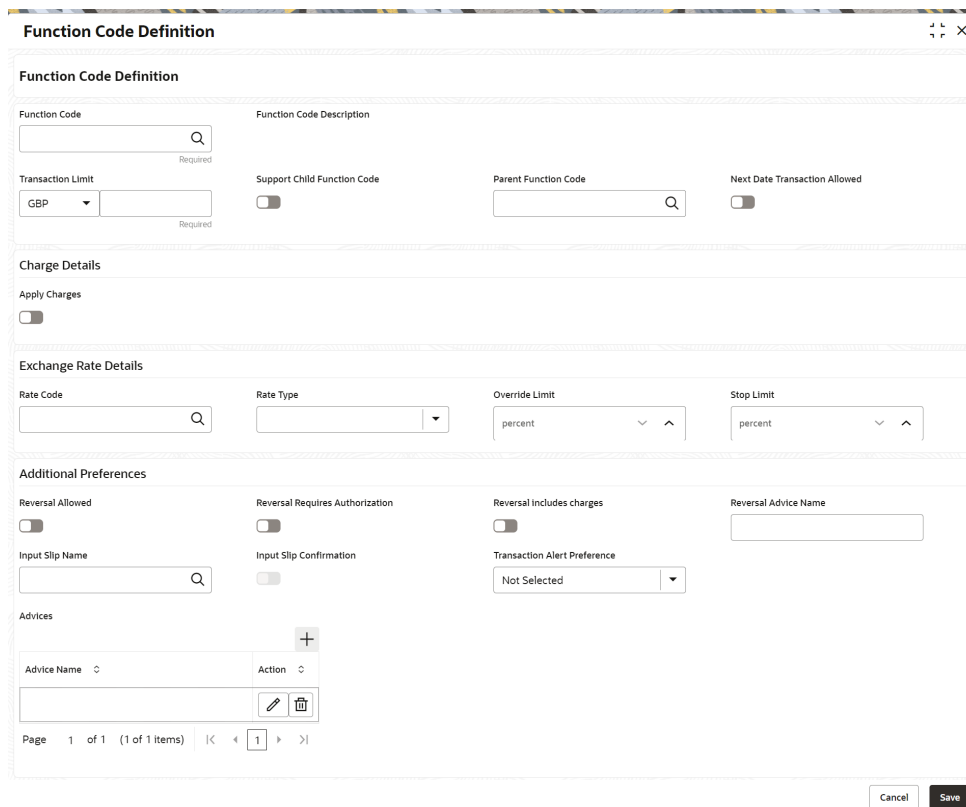 Function Code Definition
Function Code Definition
Function Code Function Code Description
Required
Transaction Limit Support Child Function Code Parent Function Code Next Date Transaction Allowed
GBP
Required
Charge Details
Apply Charges
Exchange Rate Details
Rate Code Rate Type Override Limit Stop Limit
percent percent
Additional Preferences
Reversal Allowed Reversal Requires Authorization Reversal includes charges Reversal Advice Name
Input Slip Name Input Slip Confirmation Transaction Alert Preference
Not Selected
Advices
Advice Name Action
Page 1 of 1 (1 of 1 items) 1
Cancel Save